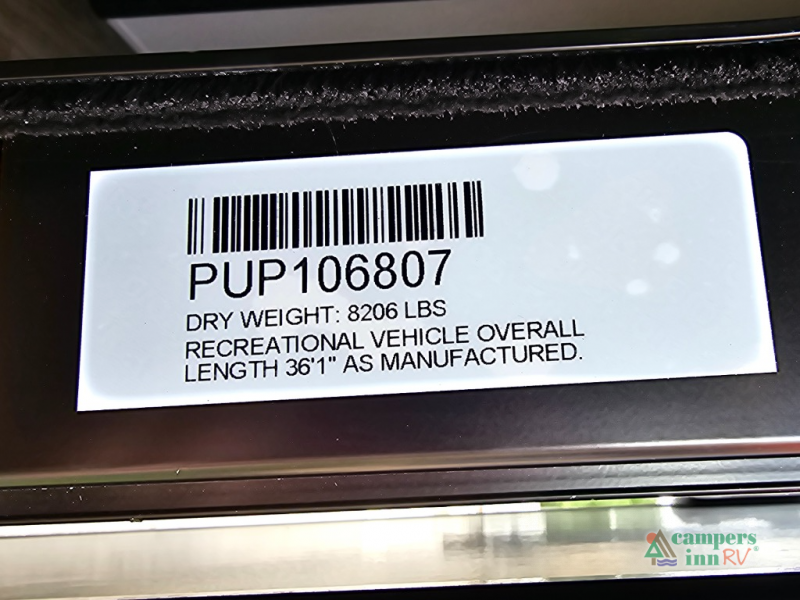 PUP106807
DRY WEIGHT: 8206 LBS
RECREATIONAL VEHICLE OVERALL
LENGTH 36'1" AS MANUFACTURED.
campers
inn RV®